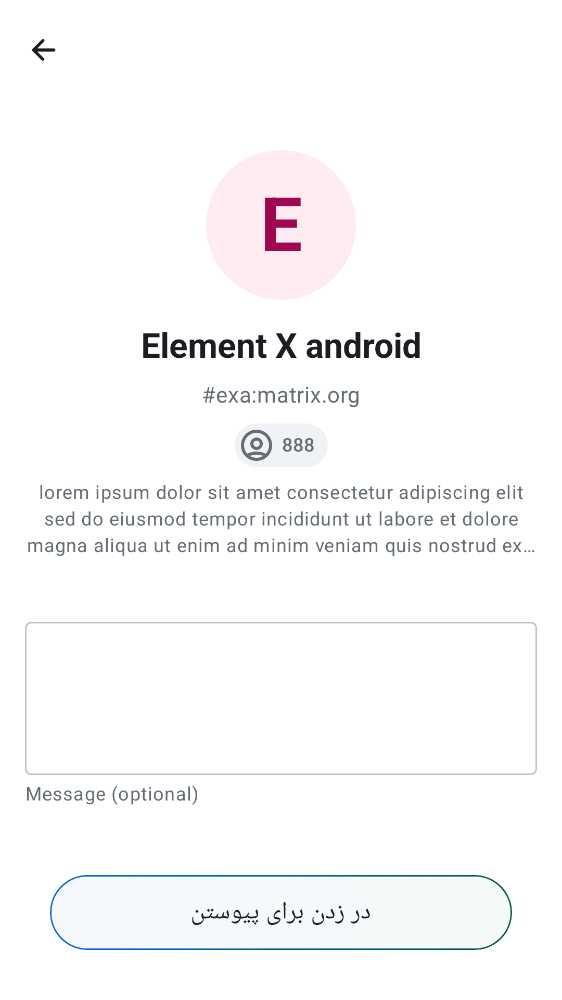 E
Element X android
#exa:matrix.org
888
lorem ipsum dolor sit amet consectetur adipiscing elit
sed do eiusmod tempor incididunt ut labore et dolore
magna aliqua ut enim ad minim veniam quis nostrud ex…
Message (optional)
در زدن برای پیوستن